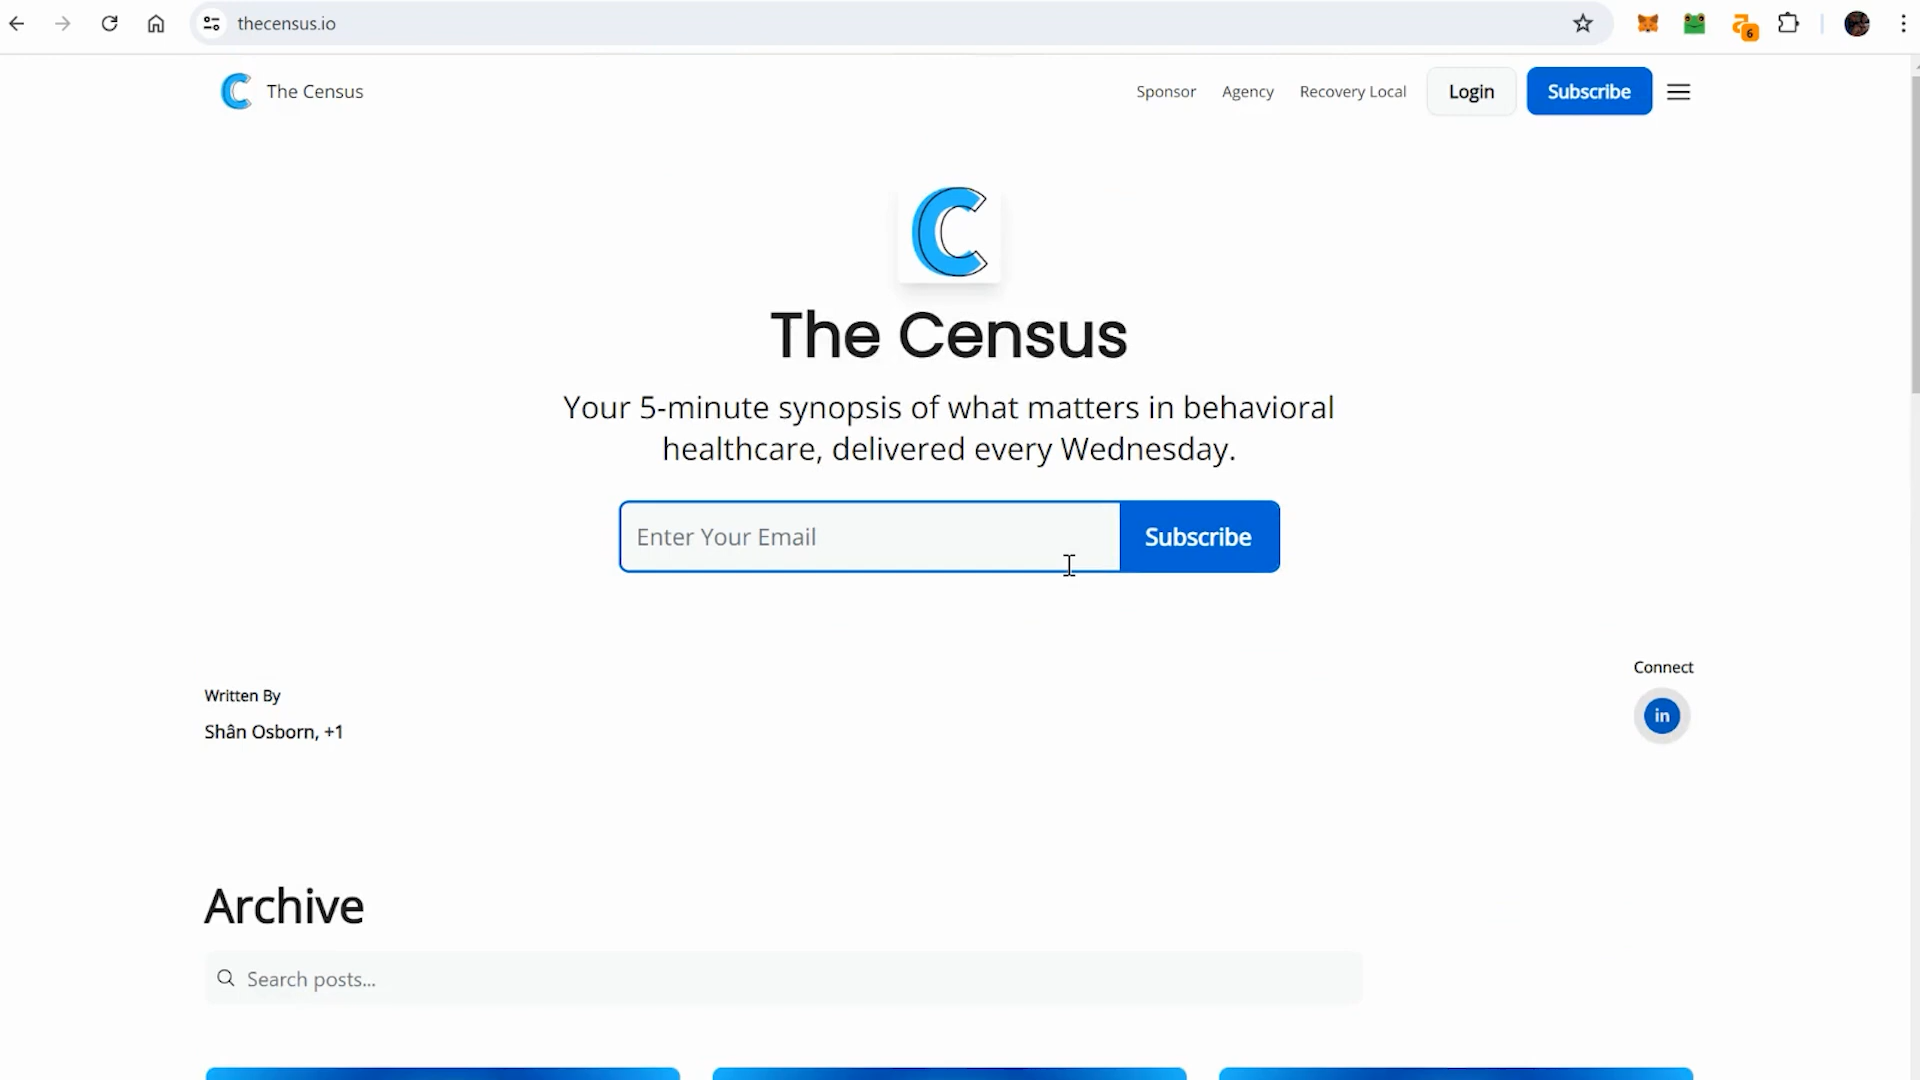 thecensus.io
6
The Census
Sponsor
Agency
Recovery Local
Login
Subscribe
The Census
Your 5-minute synopsis of what matters in behavioral
healthcare, delivered every Wednesday.
Enter Your Email
Subscribe
Connect
in
Written By
Shân Osborn, +1
Archive
Search posts...